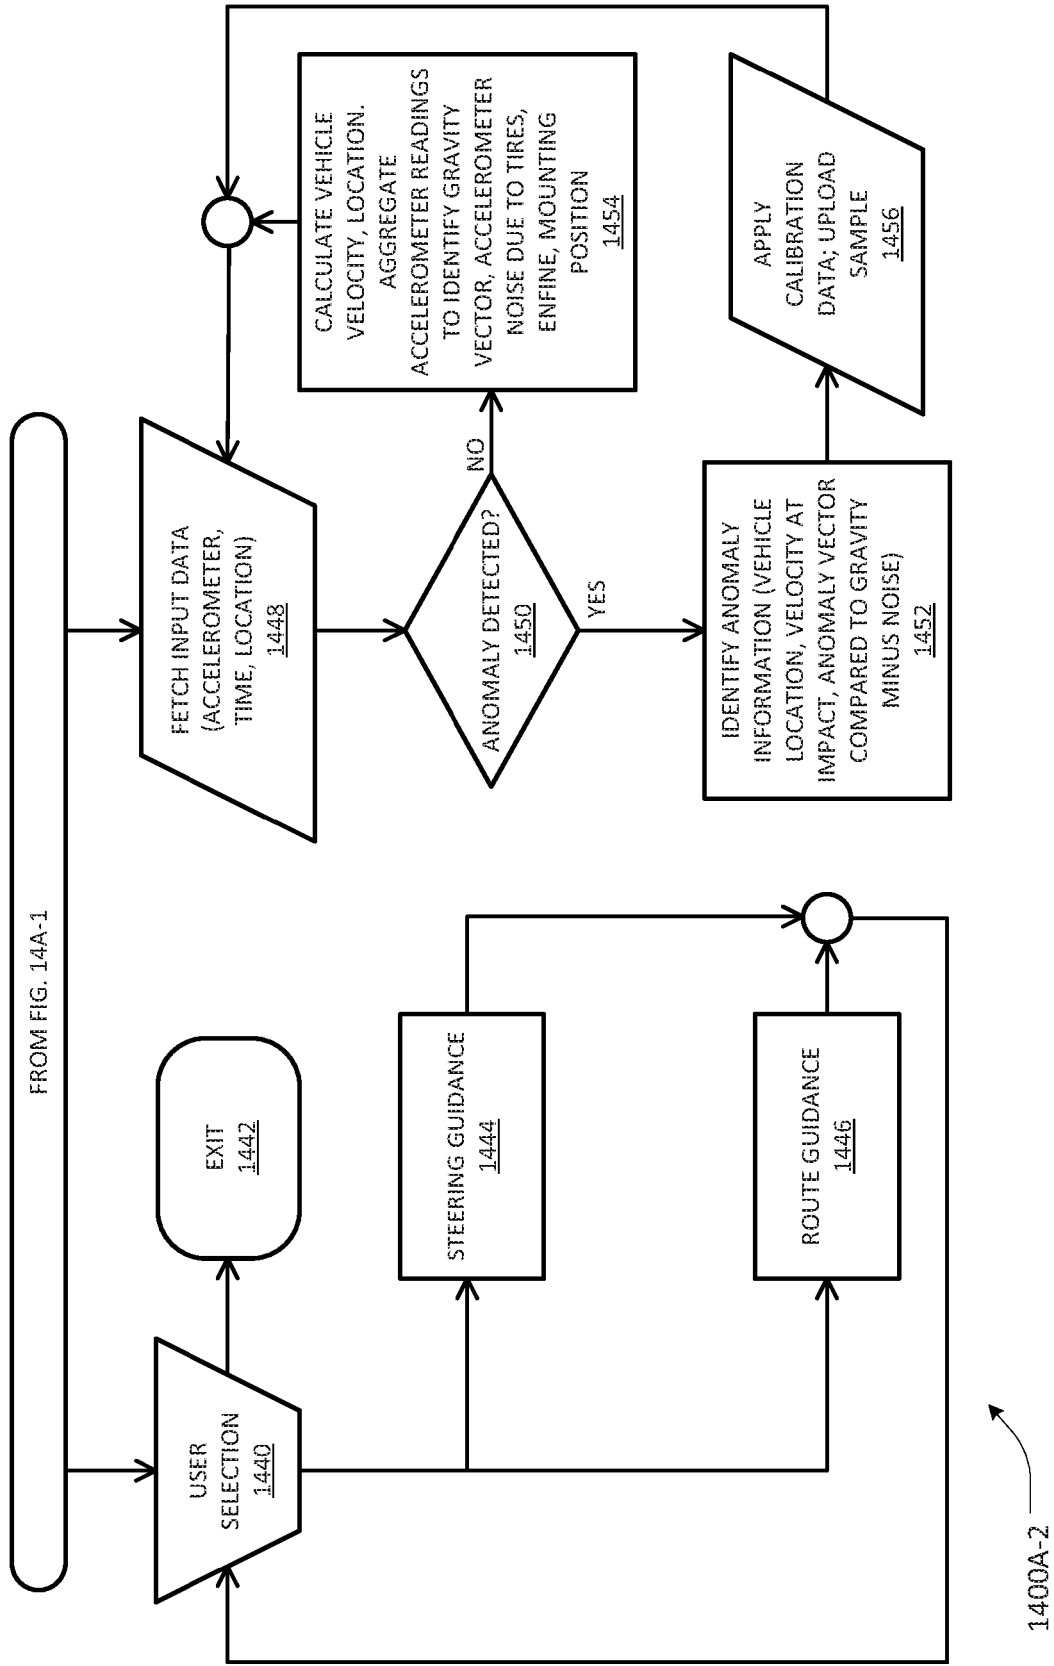 FROM FIG. 14A-1
USER
SELECTION
1440
EXIT
1442
STEERING GUIDANCE
1444
ROUTE GUIDANCE
1446
FETCH INPUT DATA
(ACCELEROMETER,
TIME, LOCATION)
1448
ANOMALY DETECTED?
1450
NO
YES
CALCULATE VEHICLE
VELOCITY, LOCATION.
AGGREGATE
ACCELEROMETER READINGS
TO IDENTIFY GRAVITY
VECTOR, ACCELEROMETER
NOISE DUE TO TIRES,
ENFINE, MOUNTING
POSITION
1454
IDENTIFY ANOMALY
INFORMATION (VEHICLE
LOCATION, VELOCITY AT
IMPACT, ANOMALY VECTOR
COMPARED TO GRAVITY
MINUS NOISE)
1452
APPLY
CALIBRATION
DATA; UPLOAD
SAMPLE
1456
1400A-2